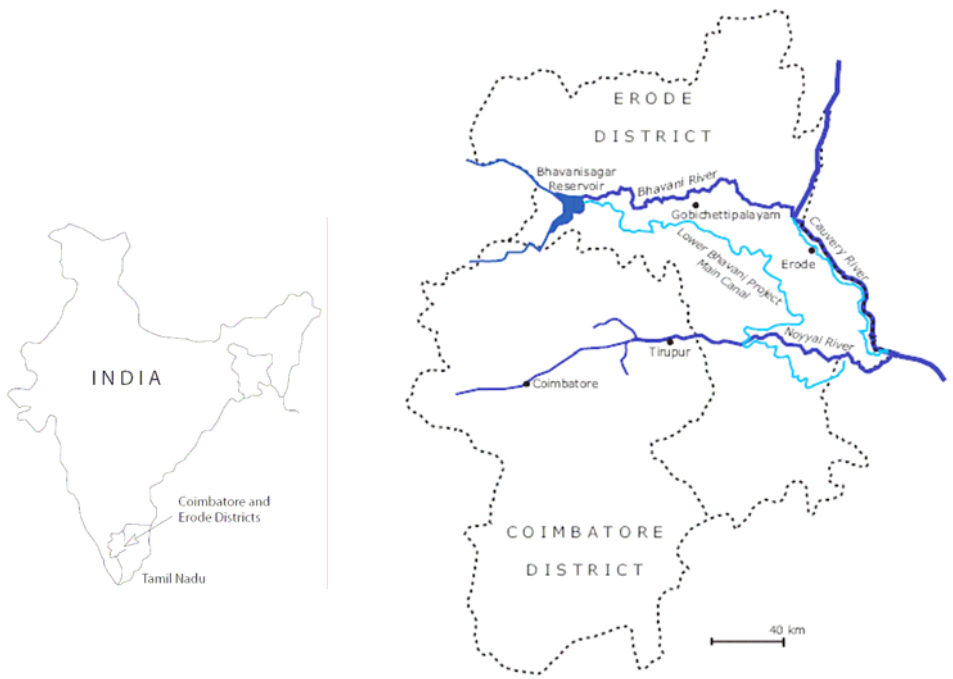 INDIA
Coimbatore and
Erode Districts
Tamil Nadu
ERODE
DISTRICT
Bhavanisagar
Reservoir
Bhavani River
Gobichettipalayam
Cauvery River
Erode
Lower Bhavani Project
Main Canal
Noyyal River
Tirupur
Coimbatore
COIMBATORE
DISTRICT
40 km